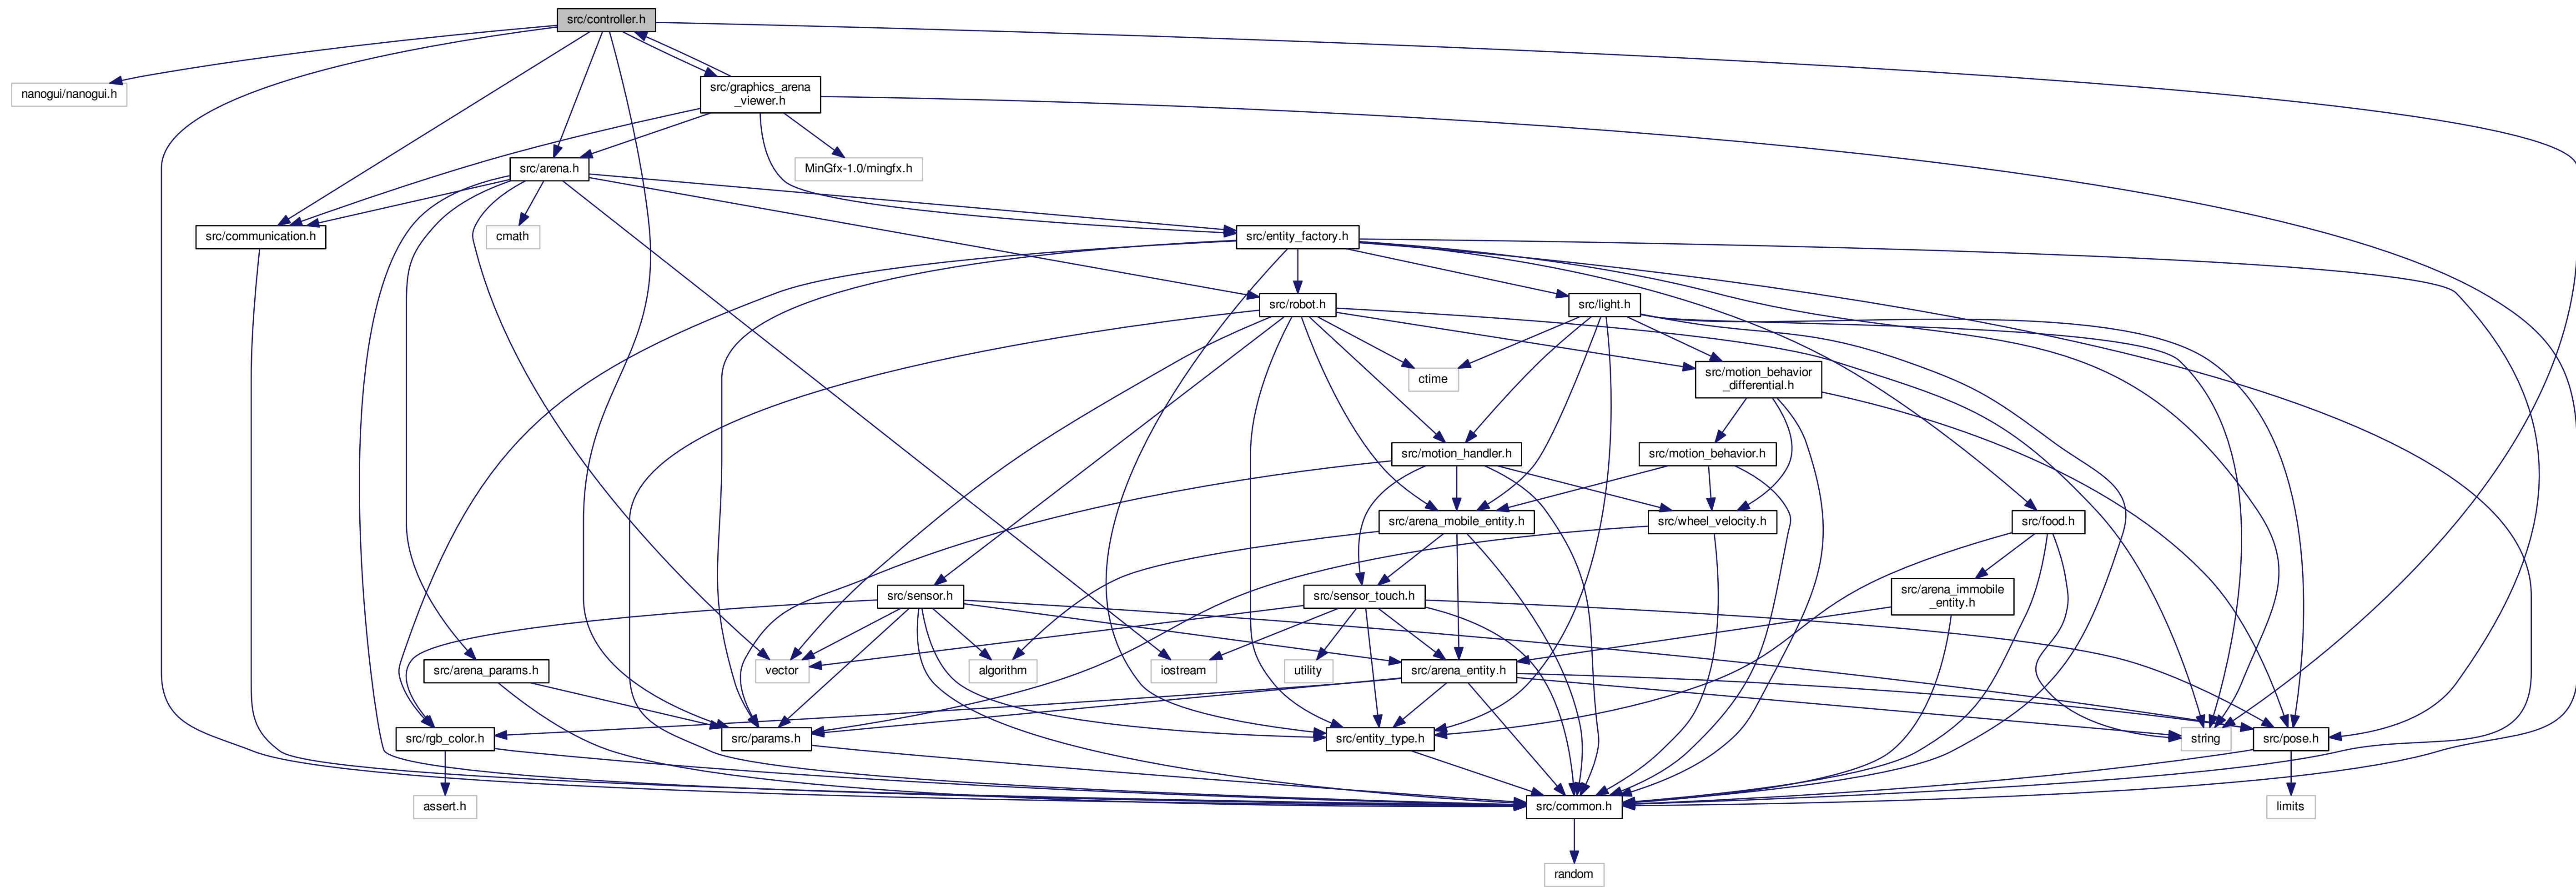 src/controller.h
nanogui/nanogui.h
src/graphics_arena
_viewer.h
src/arena.h
MinGfx-1.0/mingfx.h
src/communication.h
cmath
src/entity_factory.h
src/robot.h
src/light.h
ctime
src/motion_behavior
_differential.h
src/motion_handler.h
src/motion_behavior.h
src/arena_mobile_entity.h
src/wheel_velocity.h
src/food.h
src/sensor.h
src/sensor_touch.h
src/arena_immobile
_entity.h
src/arena_params.h
vector
algorithm
iostream
utility
src/arena_entity.h
src/rgb_color.h
src/params.h
src/entity_type.h
string
src/pose.h
assert.h
src/common.h
limits
random